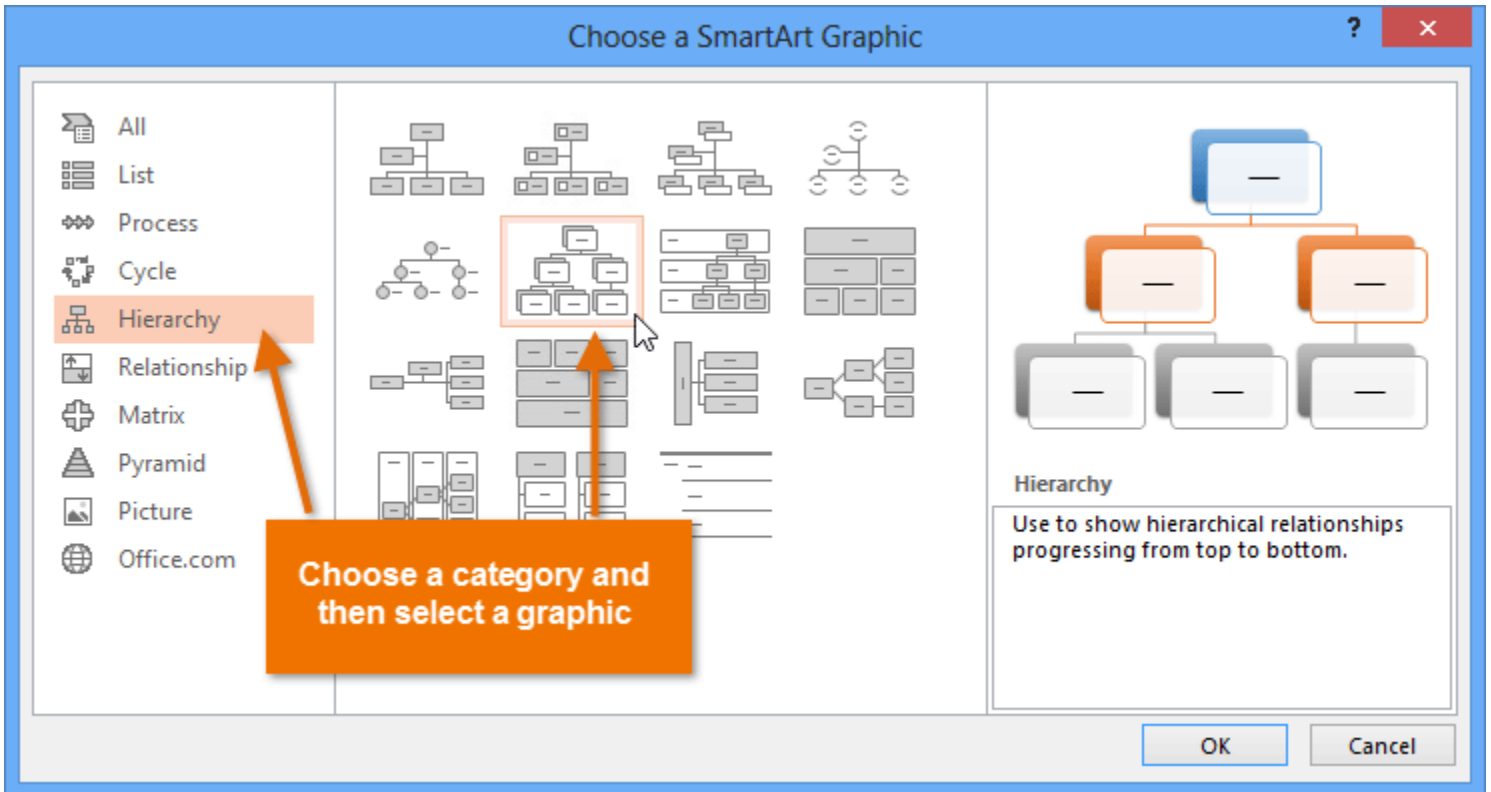 Choose a SmartArt Graphic
?
All
List
Process
Cycle
Hierarchy
Relationship
Matrix
Pyramid
Picture
Office.com
Choose a category and
then select a graphic
Hierarchy
Use to show hierarchical relationships
progressing from top to bottom.
OK
Cancel